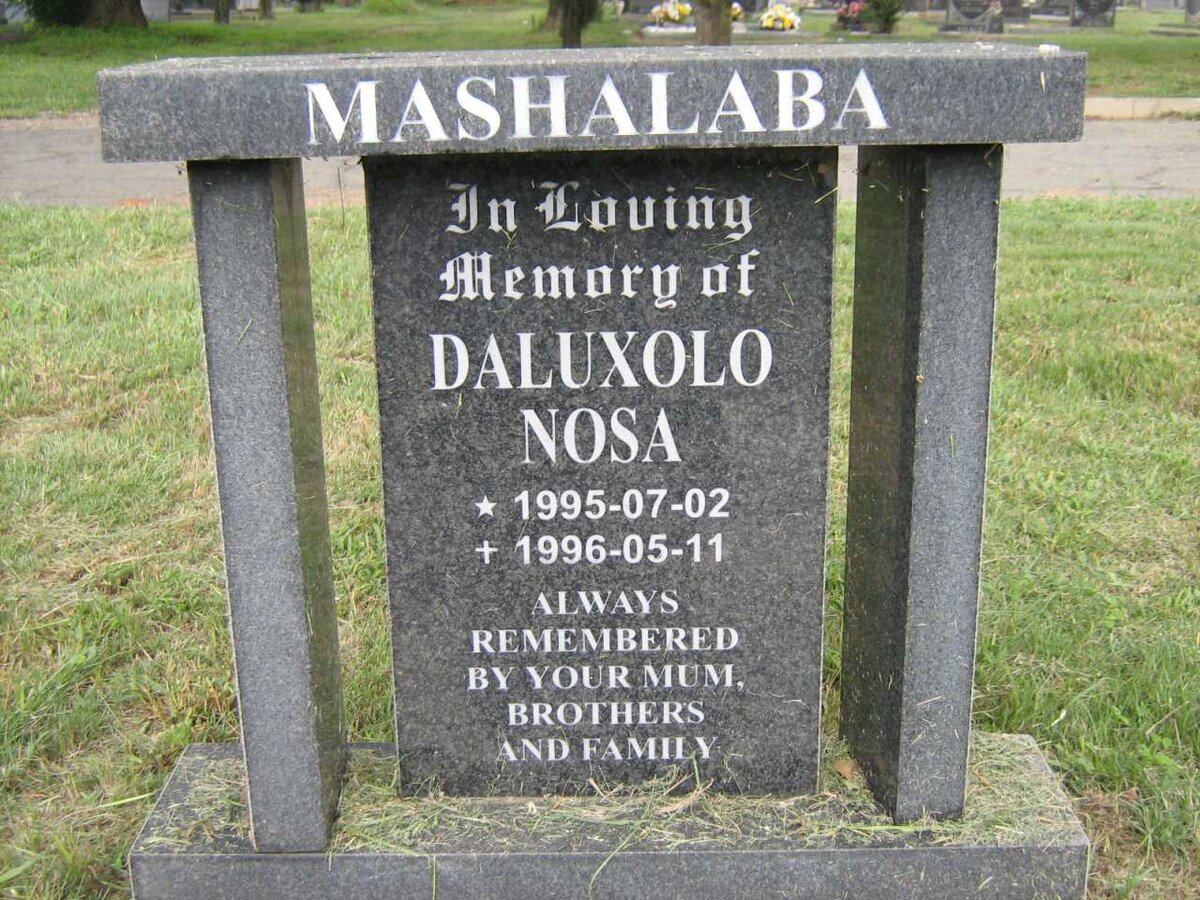 MASHALABA
In Loving
Memory of
DALUXOLO
NOSA
★ 1995-07-02
+ 1996-05-11
ALWAYS
REMEMBERED
BY YOUR MUM,
BROTHERS
AND FAMILY